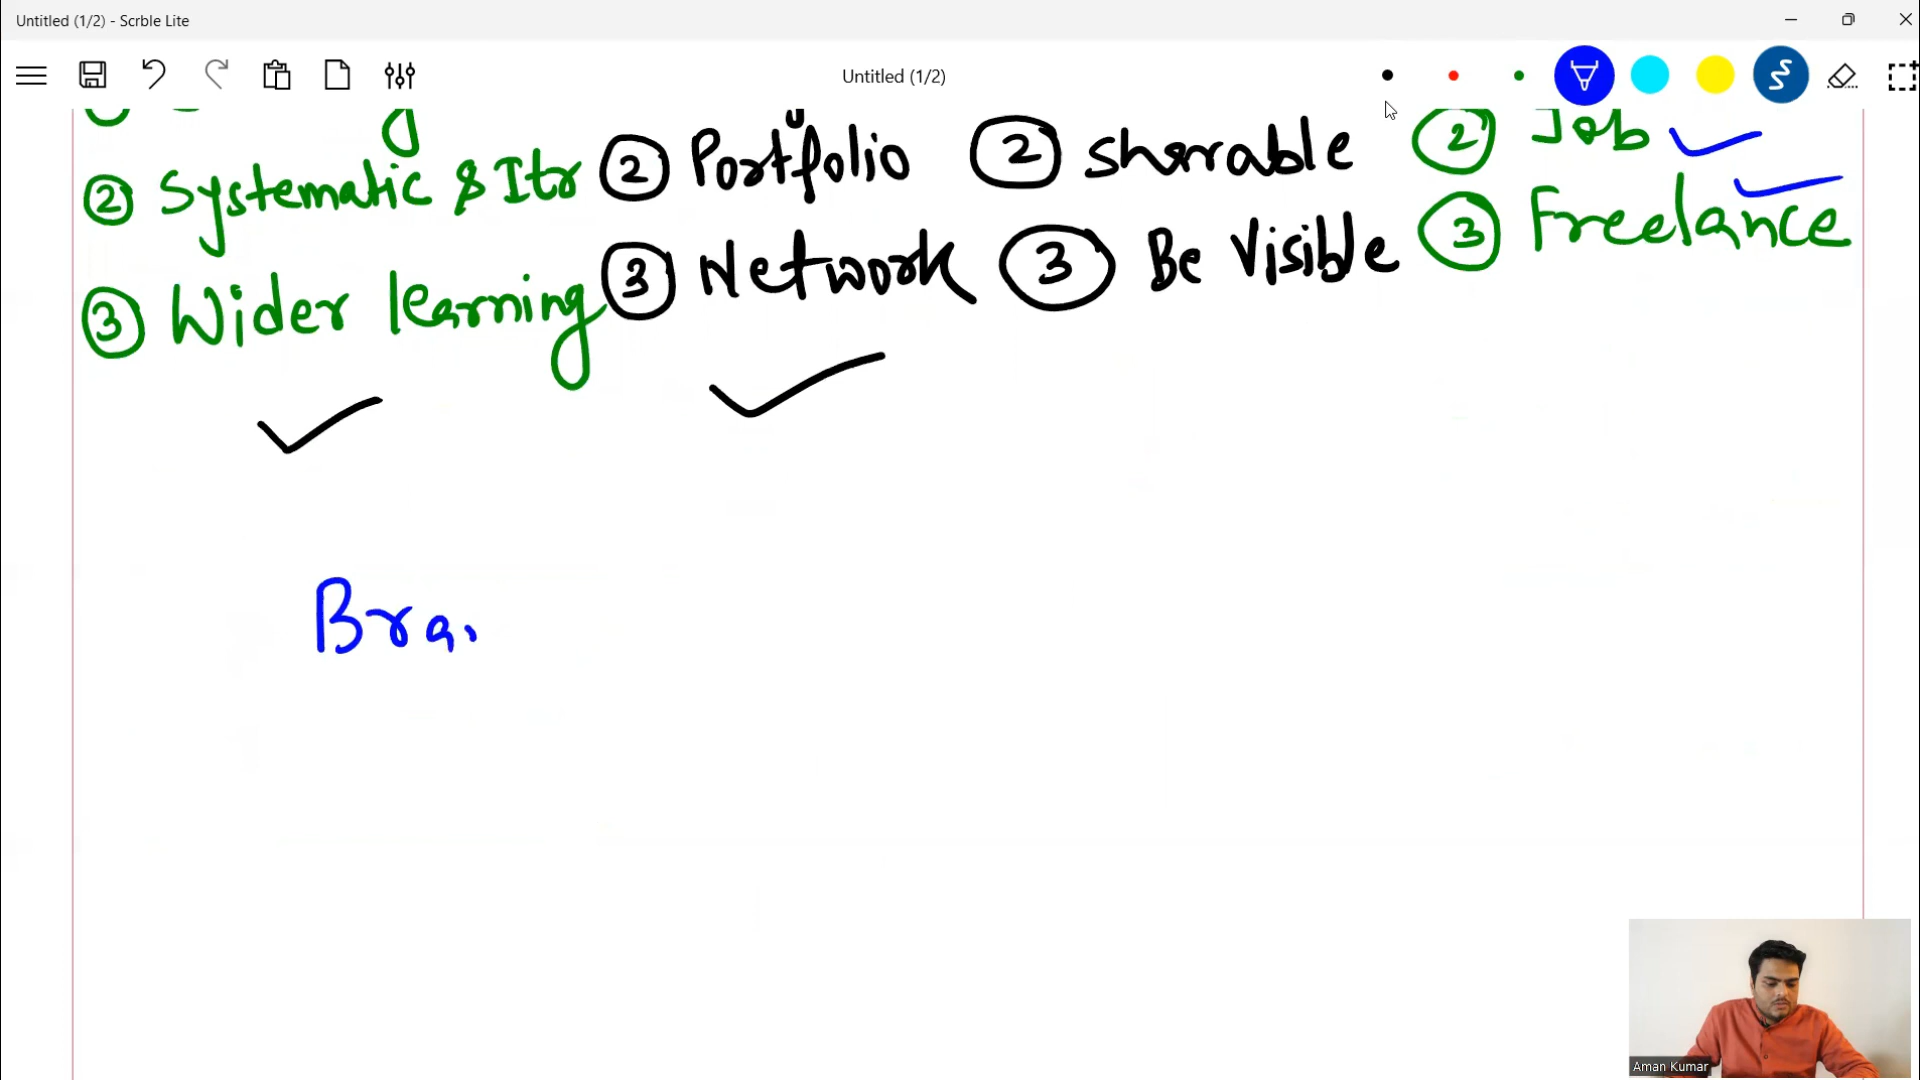 Untitled (1/2) - Scrble Lite
Untitled (1/2)
② Systematic & Itr
③ Wider learning
② Portfolio
③ Network
② Sharable
③ Be Visible
② Job
③ Freelance
Bra
Aman Kumar